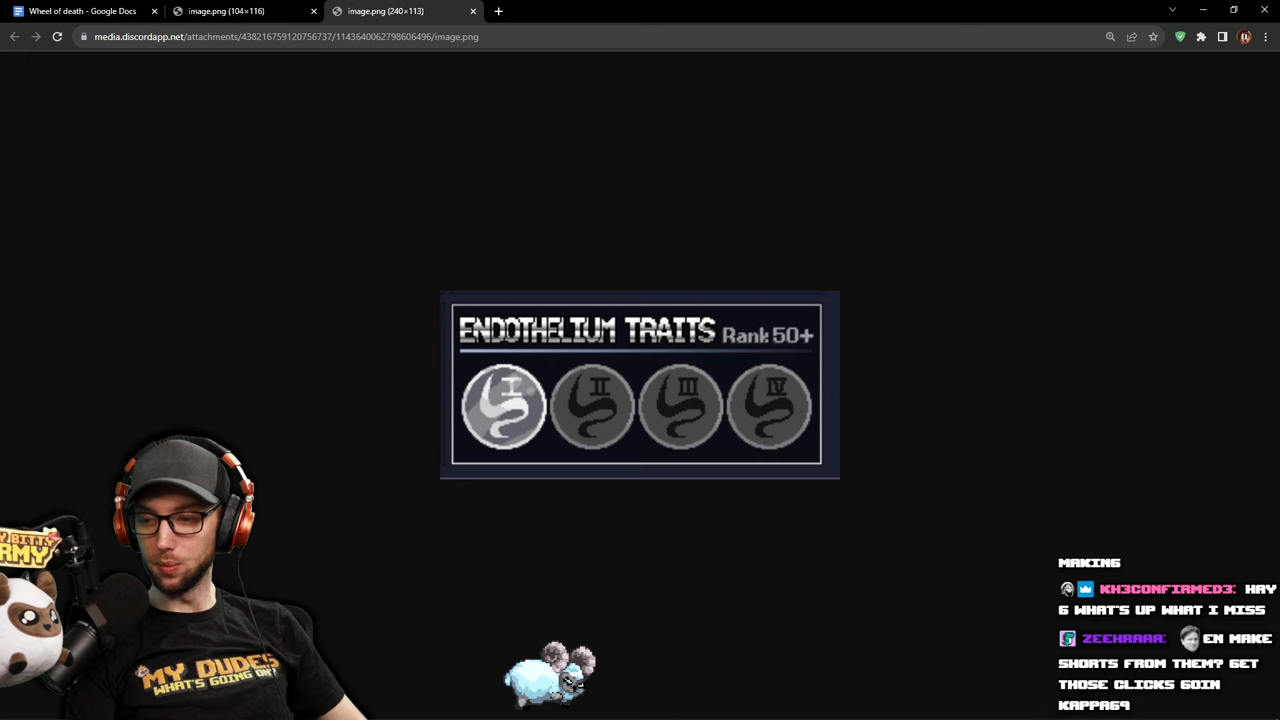 Wheel of death - Google Docs
image.png (104×116)
image.png (240×113)
media.discordapp.net/attachments/438216759120756737/1143640062798606496/image.png
ENDOTHELIUM TRAITS Rank 50+
I II III IV
Y BITTY
ARMY
MY DUDES
WHAT'S GOING ON?
MAKING
KH3CONFIRMED3: HAY
G WHAT'S UP WHAT I MISS
ZEEHRAAA: EN MAKE
SHORTS FROM THEM? GET
THOSE CLICKS GOIN
KAPPA69